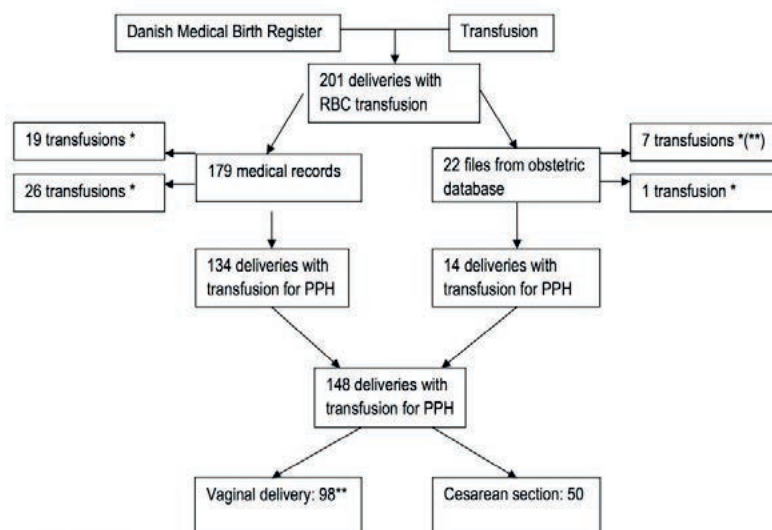 Danish Medical Birth Register
Transfusion
201 deliveries with
RBC transfusion
19 transfusions *
7 transfusions *(**)
179 medical records
22 files from obstetric
database
26 transfusions *
1 transfusion *
134 deliveries with
transfusion for PPH
14 deliveries with
transfusion for PPH
148 deliveries with
transfusion for PPH
Vaginal delivery: 98**
Cesarean section: 50